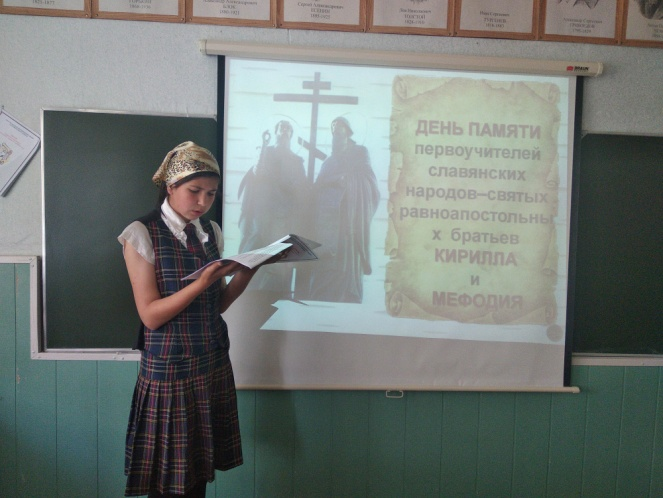 ДЕНЬ ПАМЯТИ
первоучителей
славянских
народов–святых
равноапостольны
х братьев
КИРИЛЛА
и
МЕФОДИЯ